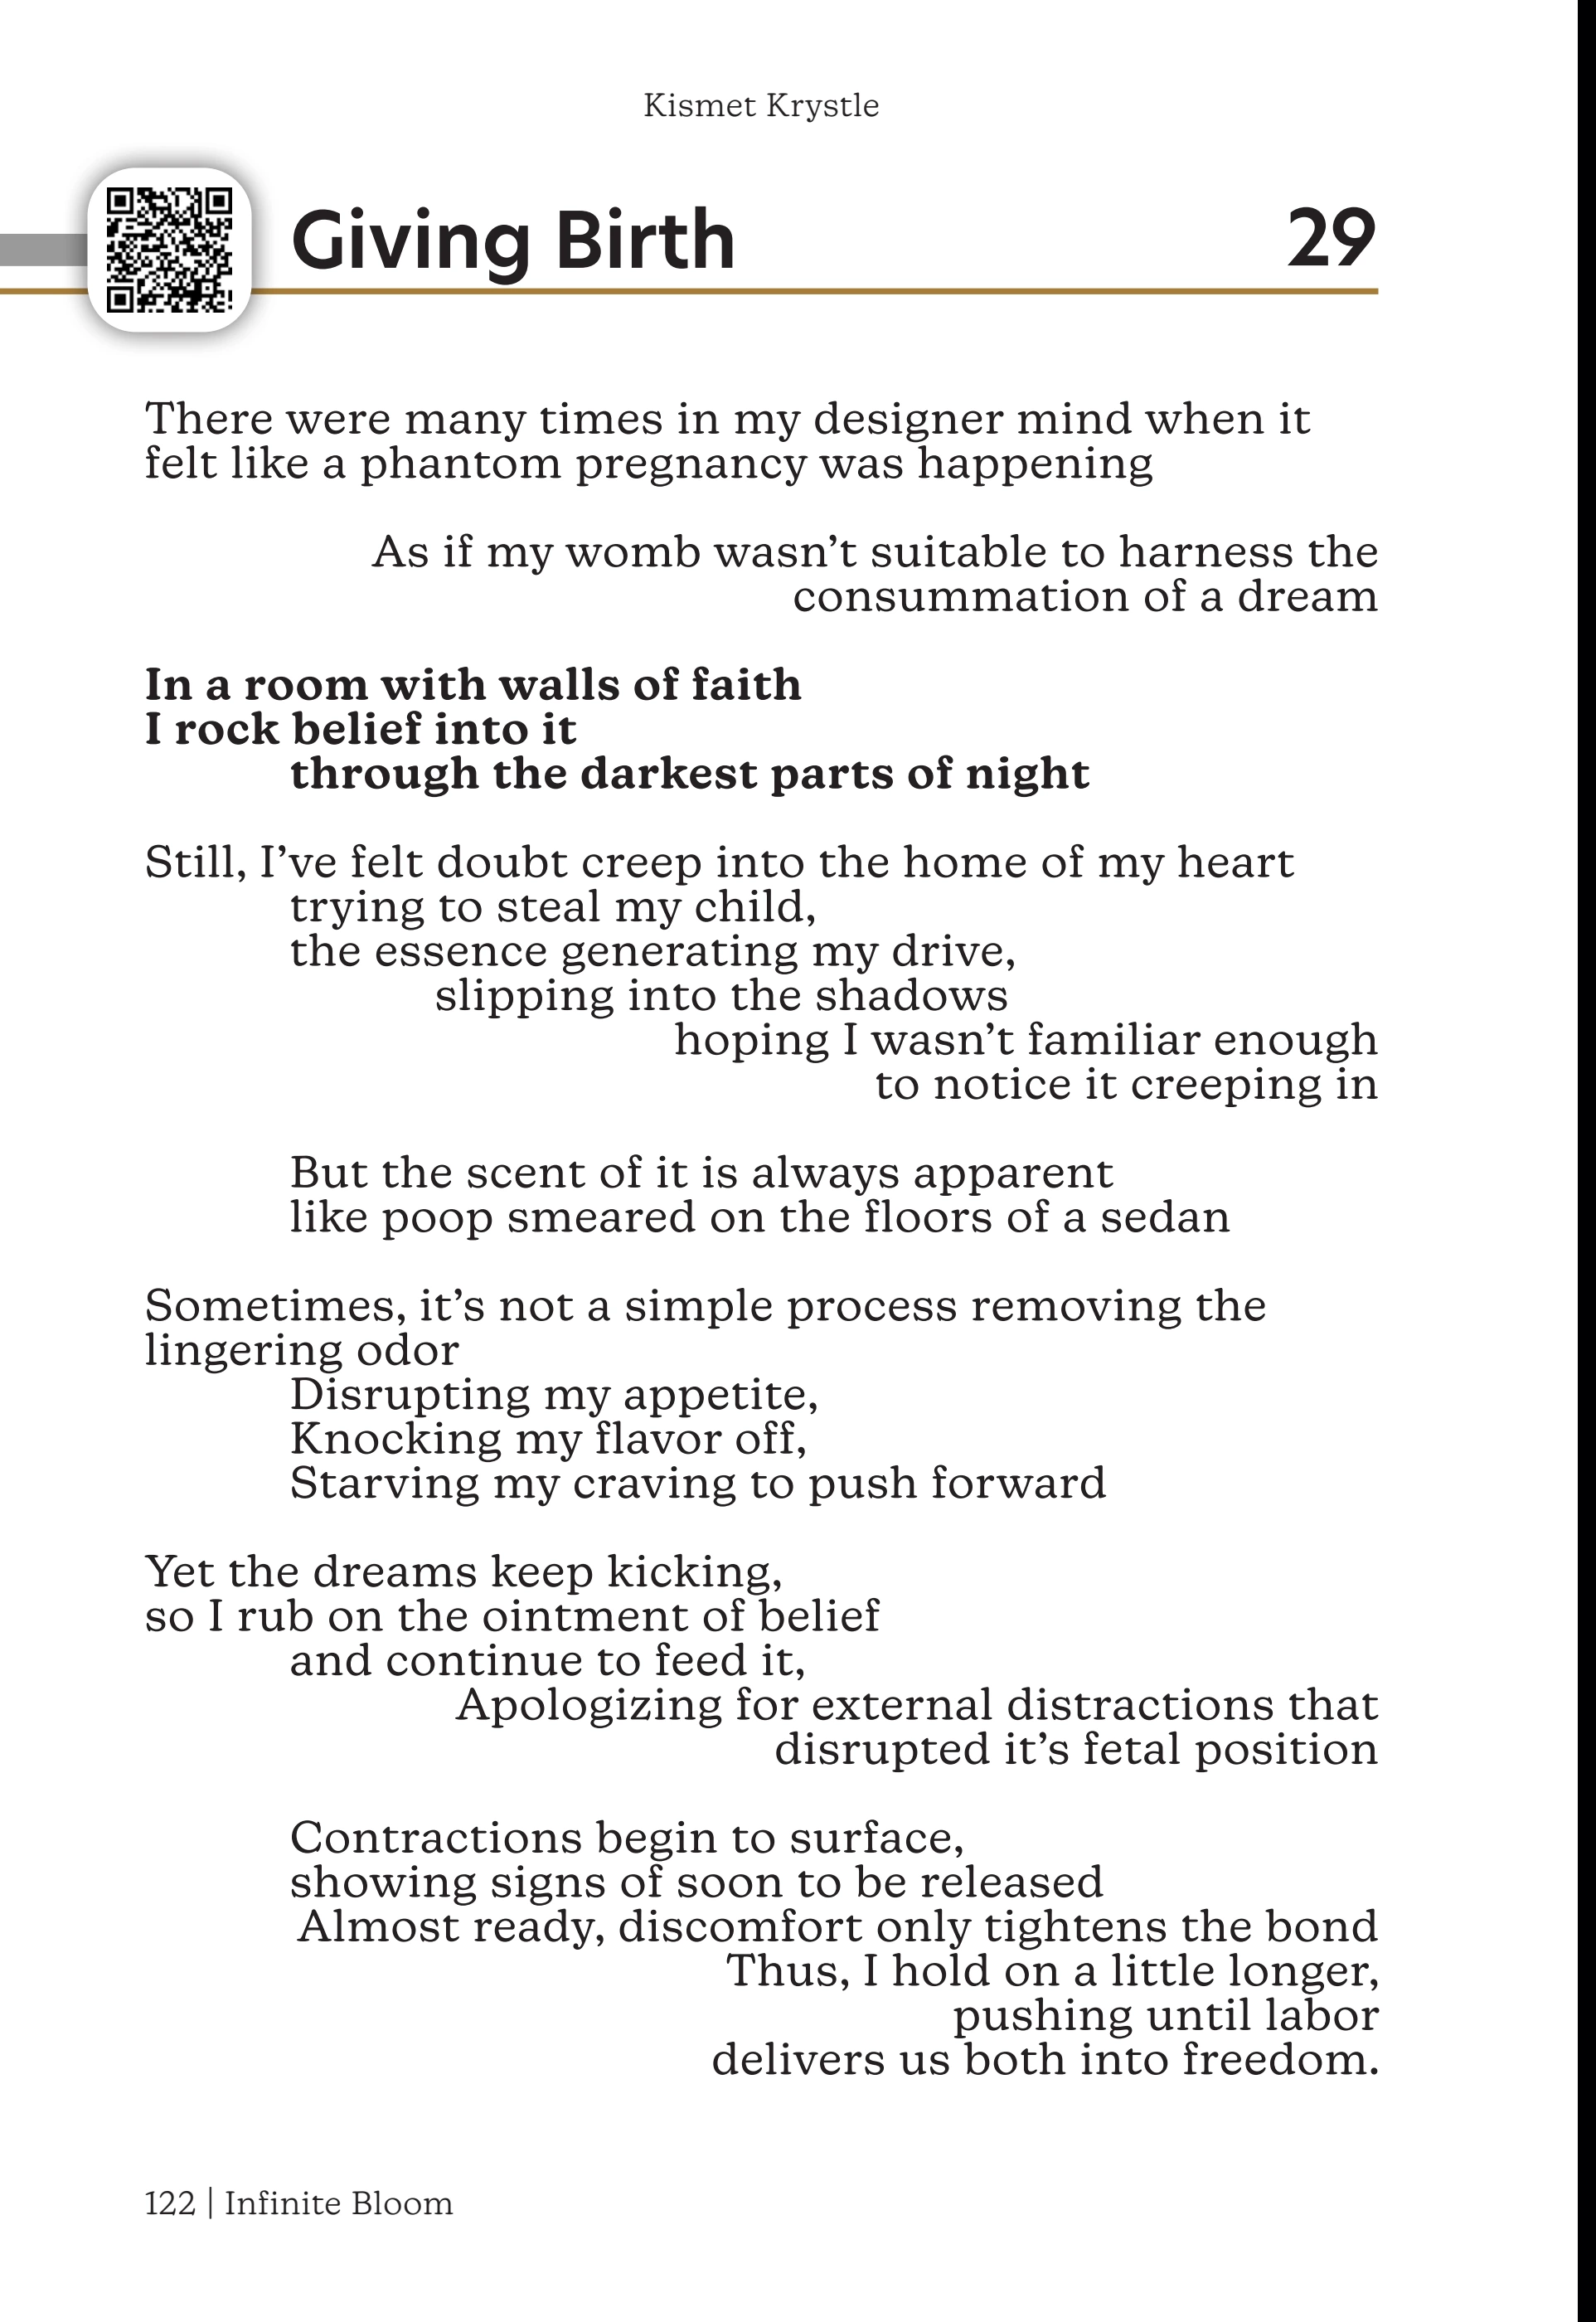 Kismet Krystle
Giving Birth 29
There were many times in my designer mind when it
felt like a phantom pregnancy was happening
As if my womb wasn’t suitable to harness the
consummation of a dream
In a room with walls of faith
I rock belief into it
through the darkest parts of night
Still, I’ve felt doubt creep into the home of my heart
trying to steal my child,
the essence generating my drive,
slipping into the shadows
hoping I wasn’t familiar enough
to notice it creeping in
But the scent of it is always apparent
like poop smeared on the floors of a sedan
Sometimes, it’s not a simple process removing the
lingering odor
Disrupting my appetite,
Knocking my flavor off,
Starving my craving to push forward
Yet the dreams keep kicking,
so I rub on the ointment of belief
and continue to feed it,
Apologizing for external distractions that
disrupted it’s fetal position
Contractions begin to surface,
showing signs of soon to be released
Almost ready, discomfort only tightens the bond
Thus, I hold on a little longer,
pushing until labor
delivers us both into freedom.
122 | Infinite Bloom